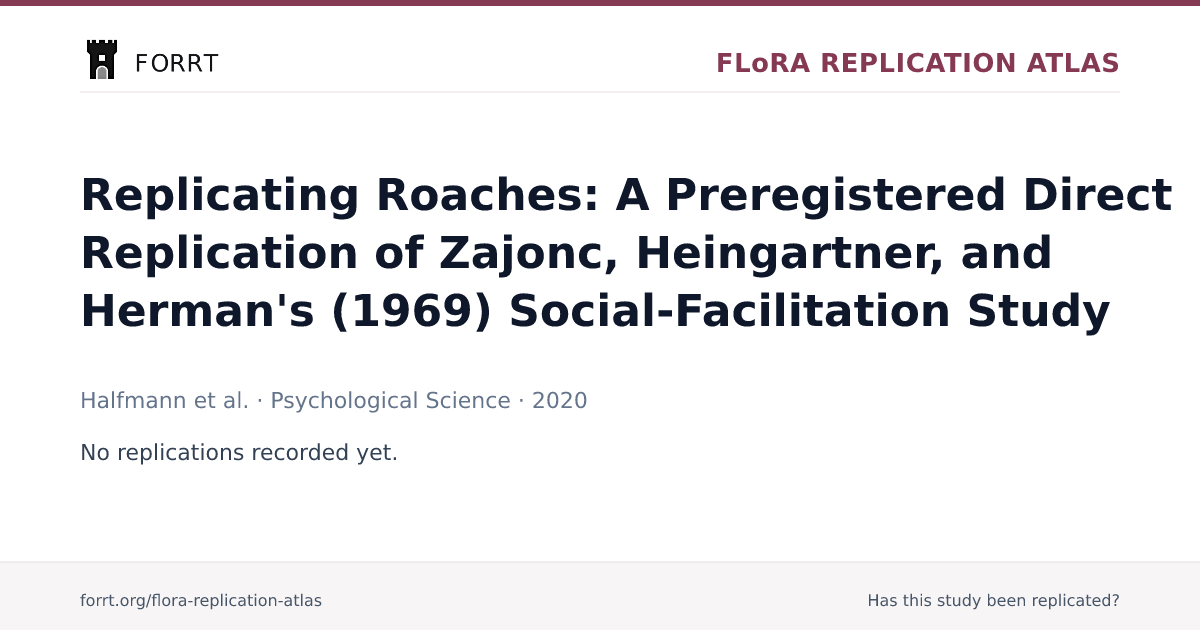 FORRT
FLoRA REPLICATION ATLAS
Replicating Roaches: A Preregistered Direct
Replication of Zajonc, Heingartner, and
Herman's (1969) Social-Facilitation Study
Halfmann et al. · Psychological Science · 2020
No replications recorded yet.
forrt.org/flora-replication-atlas
Has this study been replicated?